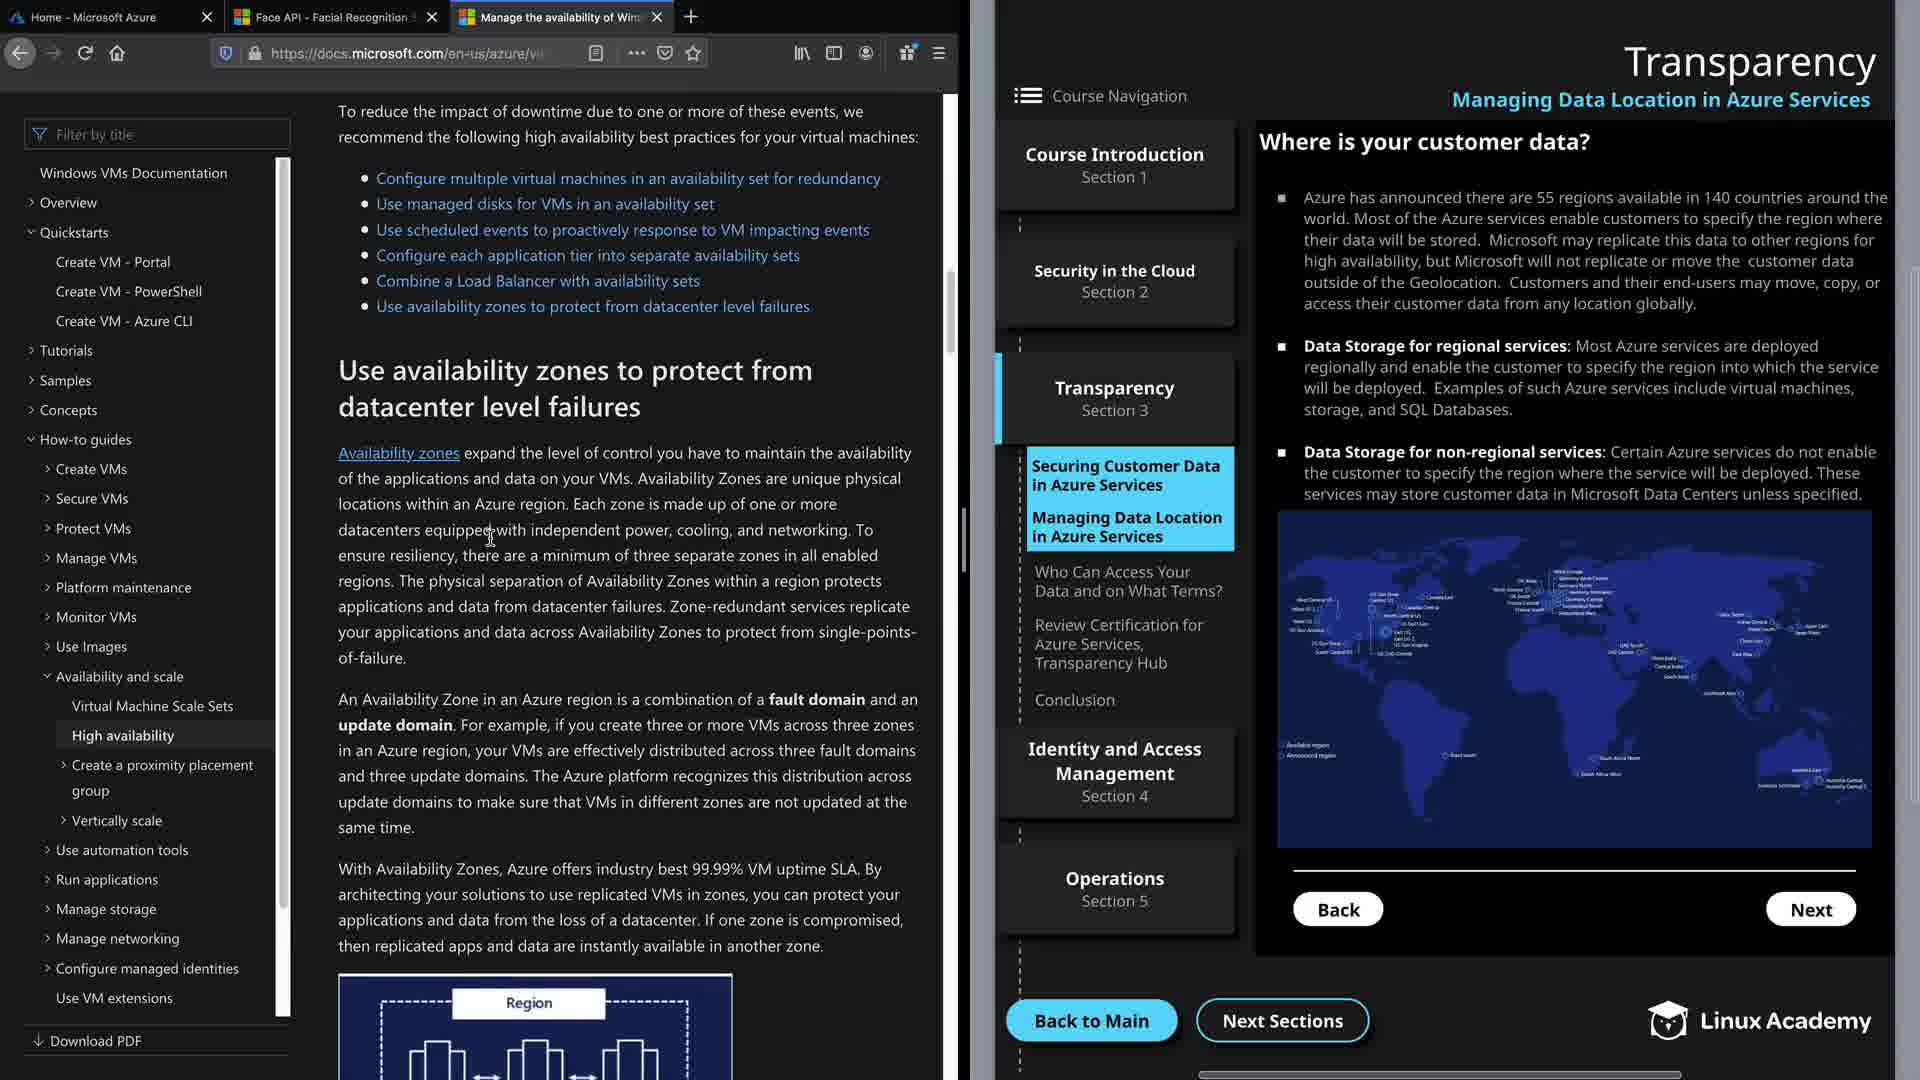 Home - Microsoft Azure
Face API - Facial Recognition
Manage the availability of Win
https://docs.microsoft.com/en-us/azure/vi
Filter by title
Windows VMs Documentation
Overview
Quickstarts
Create VM - Portal
Create VM - PowerShell
Create VM - Azure CLI
Tutorials
Samples
Concepts
How-to guides
Create VMs
Secure VMs
Protect VMs
Manage VMs
Platform maintenance
Monitor VMs
Use Images
Availability and scale
Virtual Machine Scale Sets
High availability
Create a proximity placement
group
Vertically scale
Use automation tools
Run applications
Manage storage
Manage networking
Configure managed identities
Use VM extensions
Download PDF
To reduce the impact of downtime due to one or more of these events, we
recommend the following high availability best practices for your virtual machines:
Configure multiple virtual machines in an availability set for redundancy
Use managed disks for VMs in an availability set
Use scheduled events to proactively response to VM impacting events
Configure each application tier into separate availability sets
Combine a Load Balancer with availability sets
Use availability zones to protect from datacenter level failures
Use availability zones to protect from
datacenter level failures
Availability zones expand the level of control you have to maintain the availability
of the applications and data on your VMs. Availability Zones are unique physical
locations within an Azure region. Each zone is made up of one or more
datacenters equipped with independent power, cooling, and networking. To
ensure resiliency, there are a minimum of three separate zones in all enabled
regions. The physical separation of Availability Zones within a region protects
applications and data from datacenter failures. Zone-redundant services replicate
your applications and data across Availability Zones to protect from single-points-
of-failure.
An Availability Zone in an Azure region is a combination of a fault domain and an
update domain. For example, if you create three or more VMs across three zones
in an Azure region, your VMs are effectively distributed across three fault domains
and three update domains. The Azure platform recognizes this distribution across
update domains to make sure that VMs in different zones are not updated at the
same time.
With Availability Zones, Azure offers industry best 99.99% VM uptime SLA. By
architecting your solutions to use replicated VMs in zones, you can protect your
applications and data from the loss of a datacenter. If one zone is compromised,
then replicated apps and data are instantly available in another zone.
Region
Transparency
Managing Data Location in Azure Services
Course Navigation
Course Introduction
Section 1
Security in the Cloud
Section 2
Transparency
Section 3
Securing Customer Data
in Azure Services
Managing Data Location
in Azure Services
Who Can Access Your
Data and on What Terms?
Review Certification for
Azure Services,
Transparency Hub
Conclusion
Identity and Access
Management
Section 4
Operations
Section 5
Where is your customer data?
Azure has announced there are 55 regions available in 140 countries around the
world. Most of the Azure services enable customers to specify the region where
their data will be stored. Microsoft may replicate this data to other regions for
high availability, but Microsoft will not replicate or move the customer data
outside of the Geolocation. Customers and their end-users may move, copy, or
access their customer data from any location globally.
Data Storage for regional services: Most Azure services are deployed
regionally and enable the customer to specify the region into which the service
will be deployed. Examples of such Azure services include virtual machines,
storage, and SQL Databases.
Data Storage for non-regional services: Certain Azure services do not enable
the customer to specify the region where the service will be deployed. These
services may store customer data in Microsoft Data Centers unless specified.
Available region
Announced region
Back
Next
Back to Main
Next Sections
Linux Academy